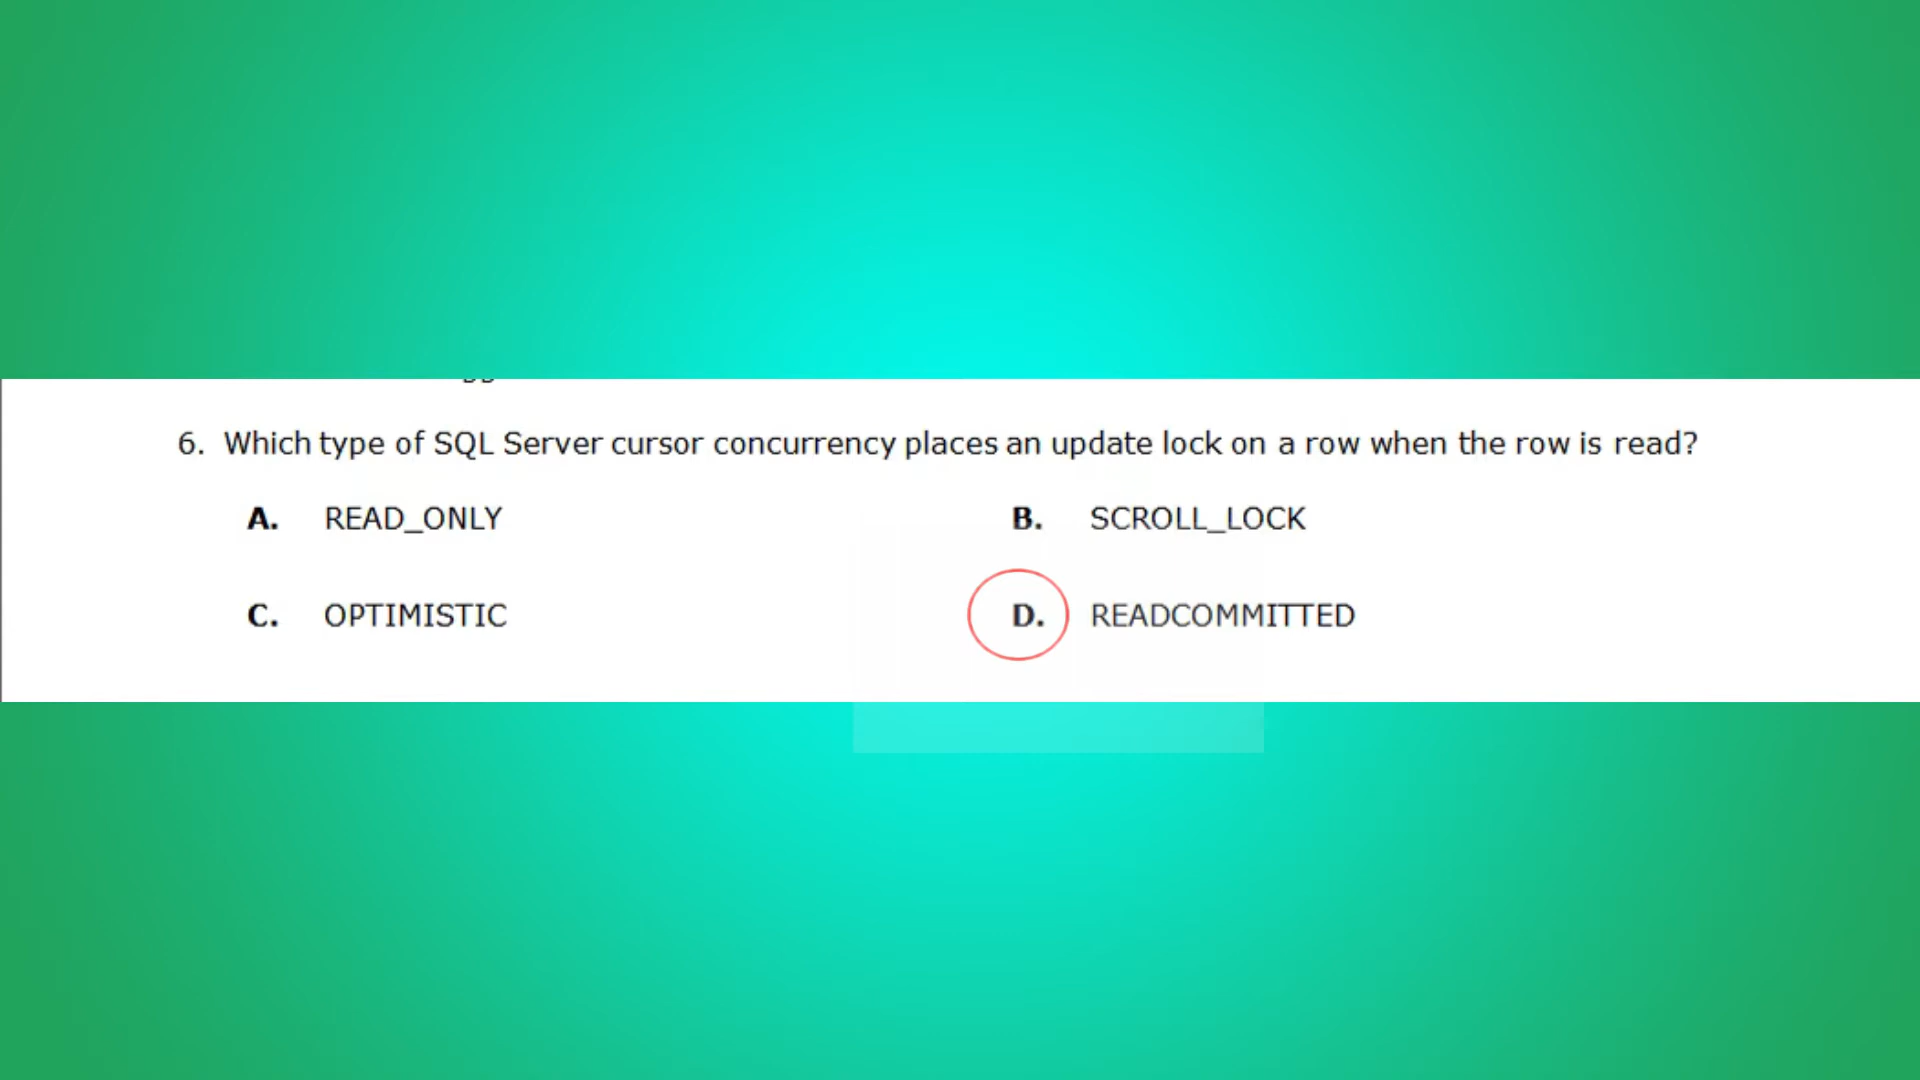 6. Which type of SQL Server cursor concurrency places an update lock on a row when the row is read?
A. READ_ONLY B. SCROLL_LOCK
C. OPTIMISTIC D. READCOMMITTED